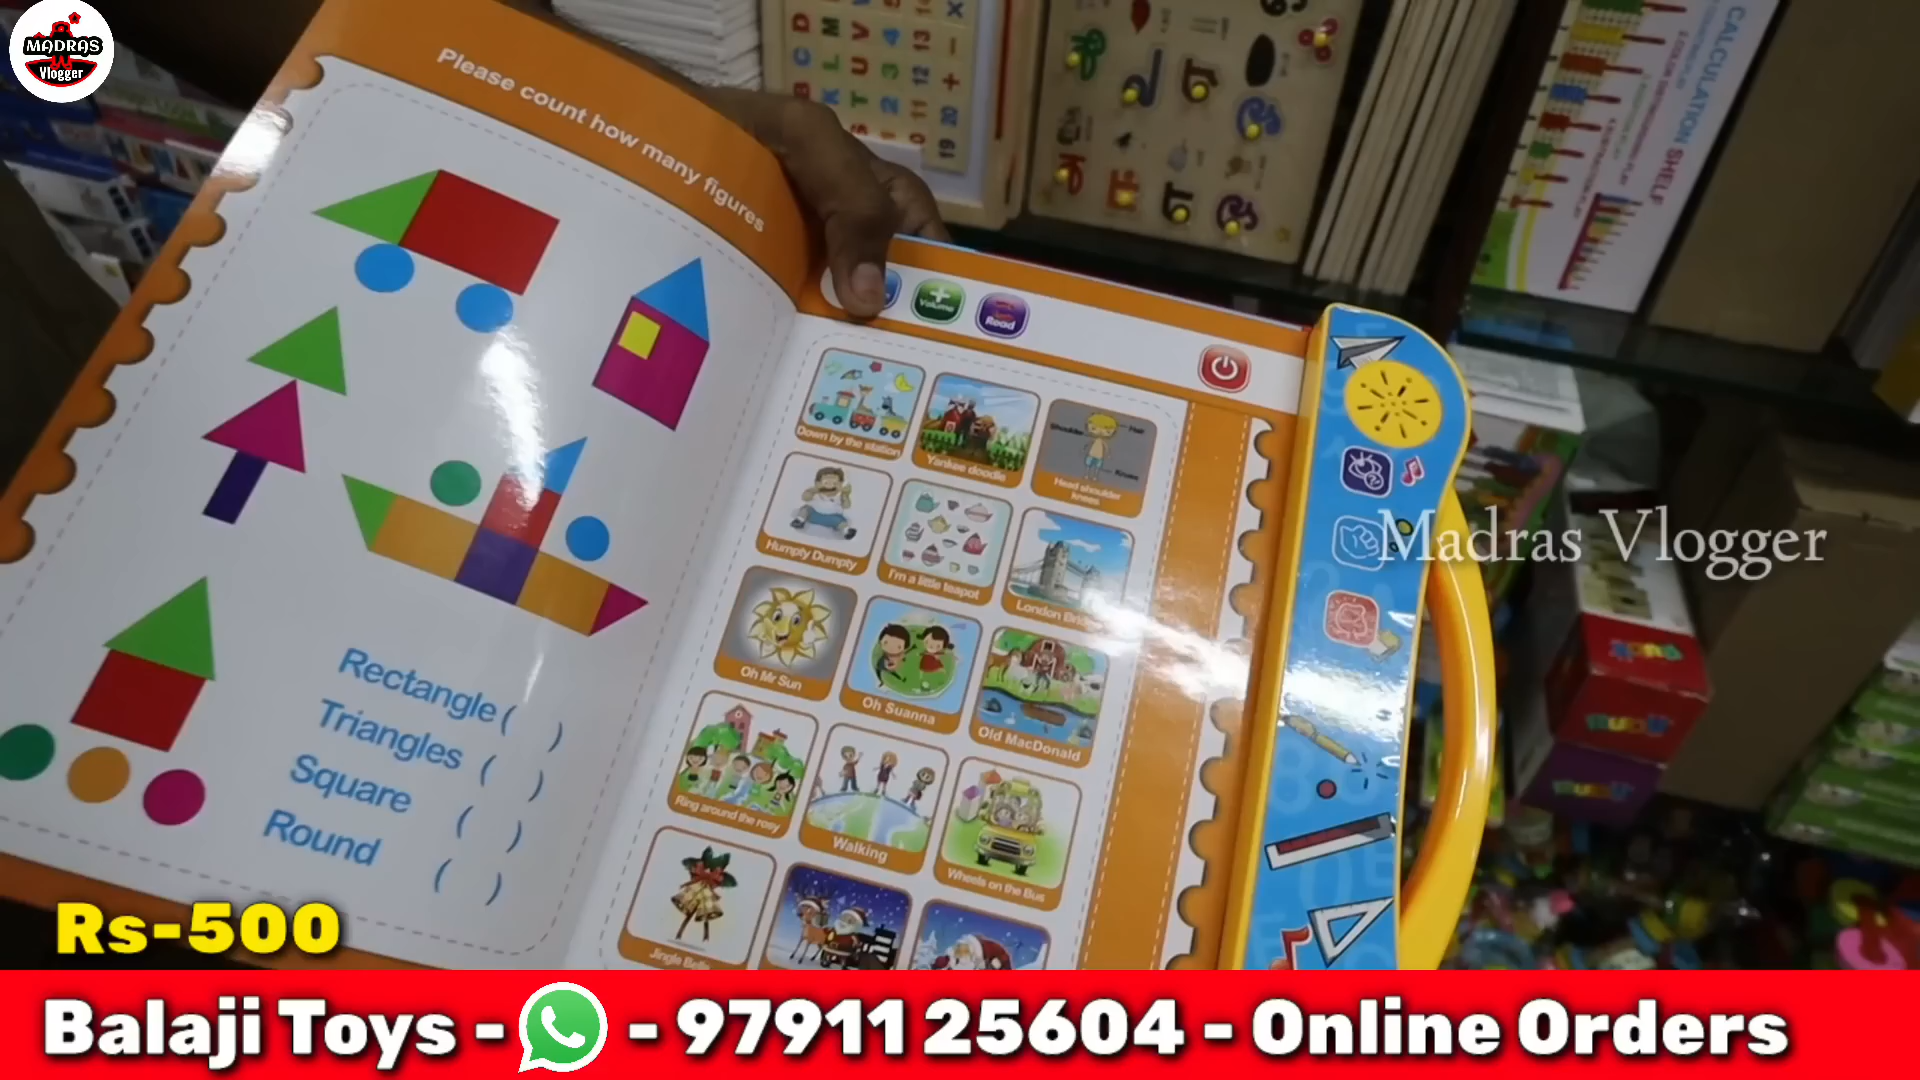 MADRAS
Vlogger
Please count how many figures
Rectangle ( )
Triangles ( )
Square ( )
Round ( )
Volume
Read
Down by the station
Yankee doodle
Shoulder
Hair
Knees
Head shoulder
knees
Humpty Dumpty
I'm a little teapot
London Bridge
Oh Mr Sun
Oh Suanna
Old MacDonald
Ring around the rosy
Walking
Wheels on the Bus
Jingle Bells
CALCULATION SHELF
Madras Vlogger
Rs-500
Balaji Toys - - 97911 25604 - Online Orders